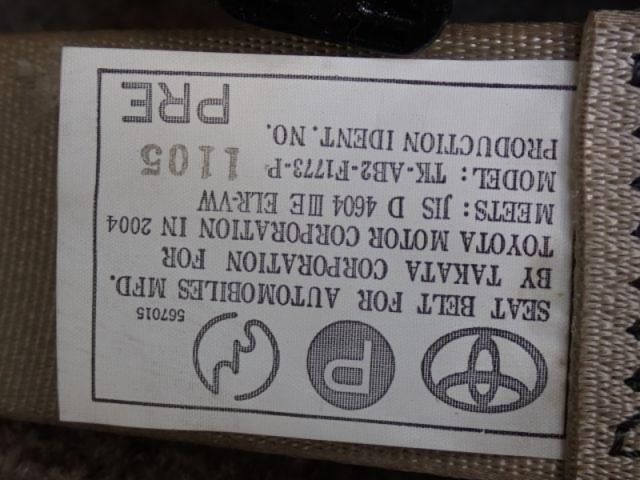 P
567015
SEAT BELT FOR AUTOMOBILES MFD.
BY TAKATA CORPORATION FOR
TOYOTA MOTOR CORPORATION IN 2004
MEETS: JIS D 4604 ⅢE ELR-VW
MODEL: TK-AB2-F1773-P 1105
PRODUCTION IDENT. NO.
PRE